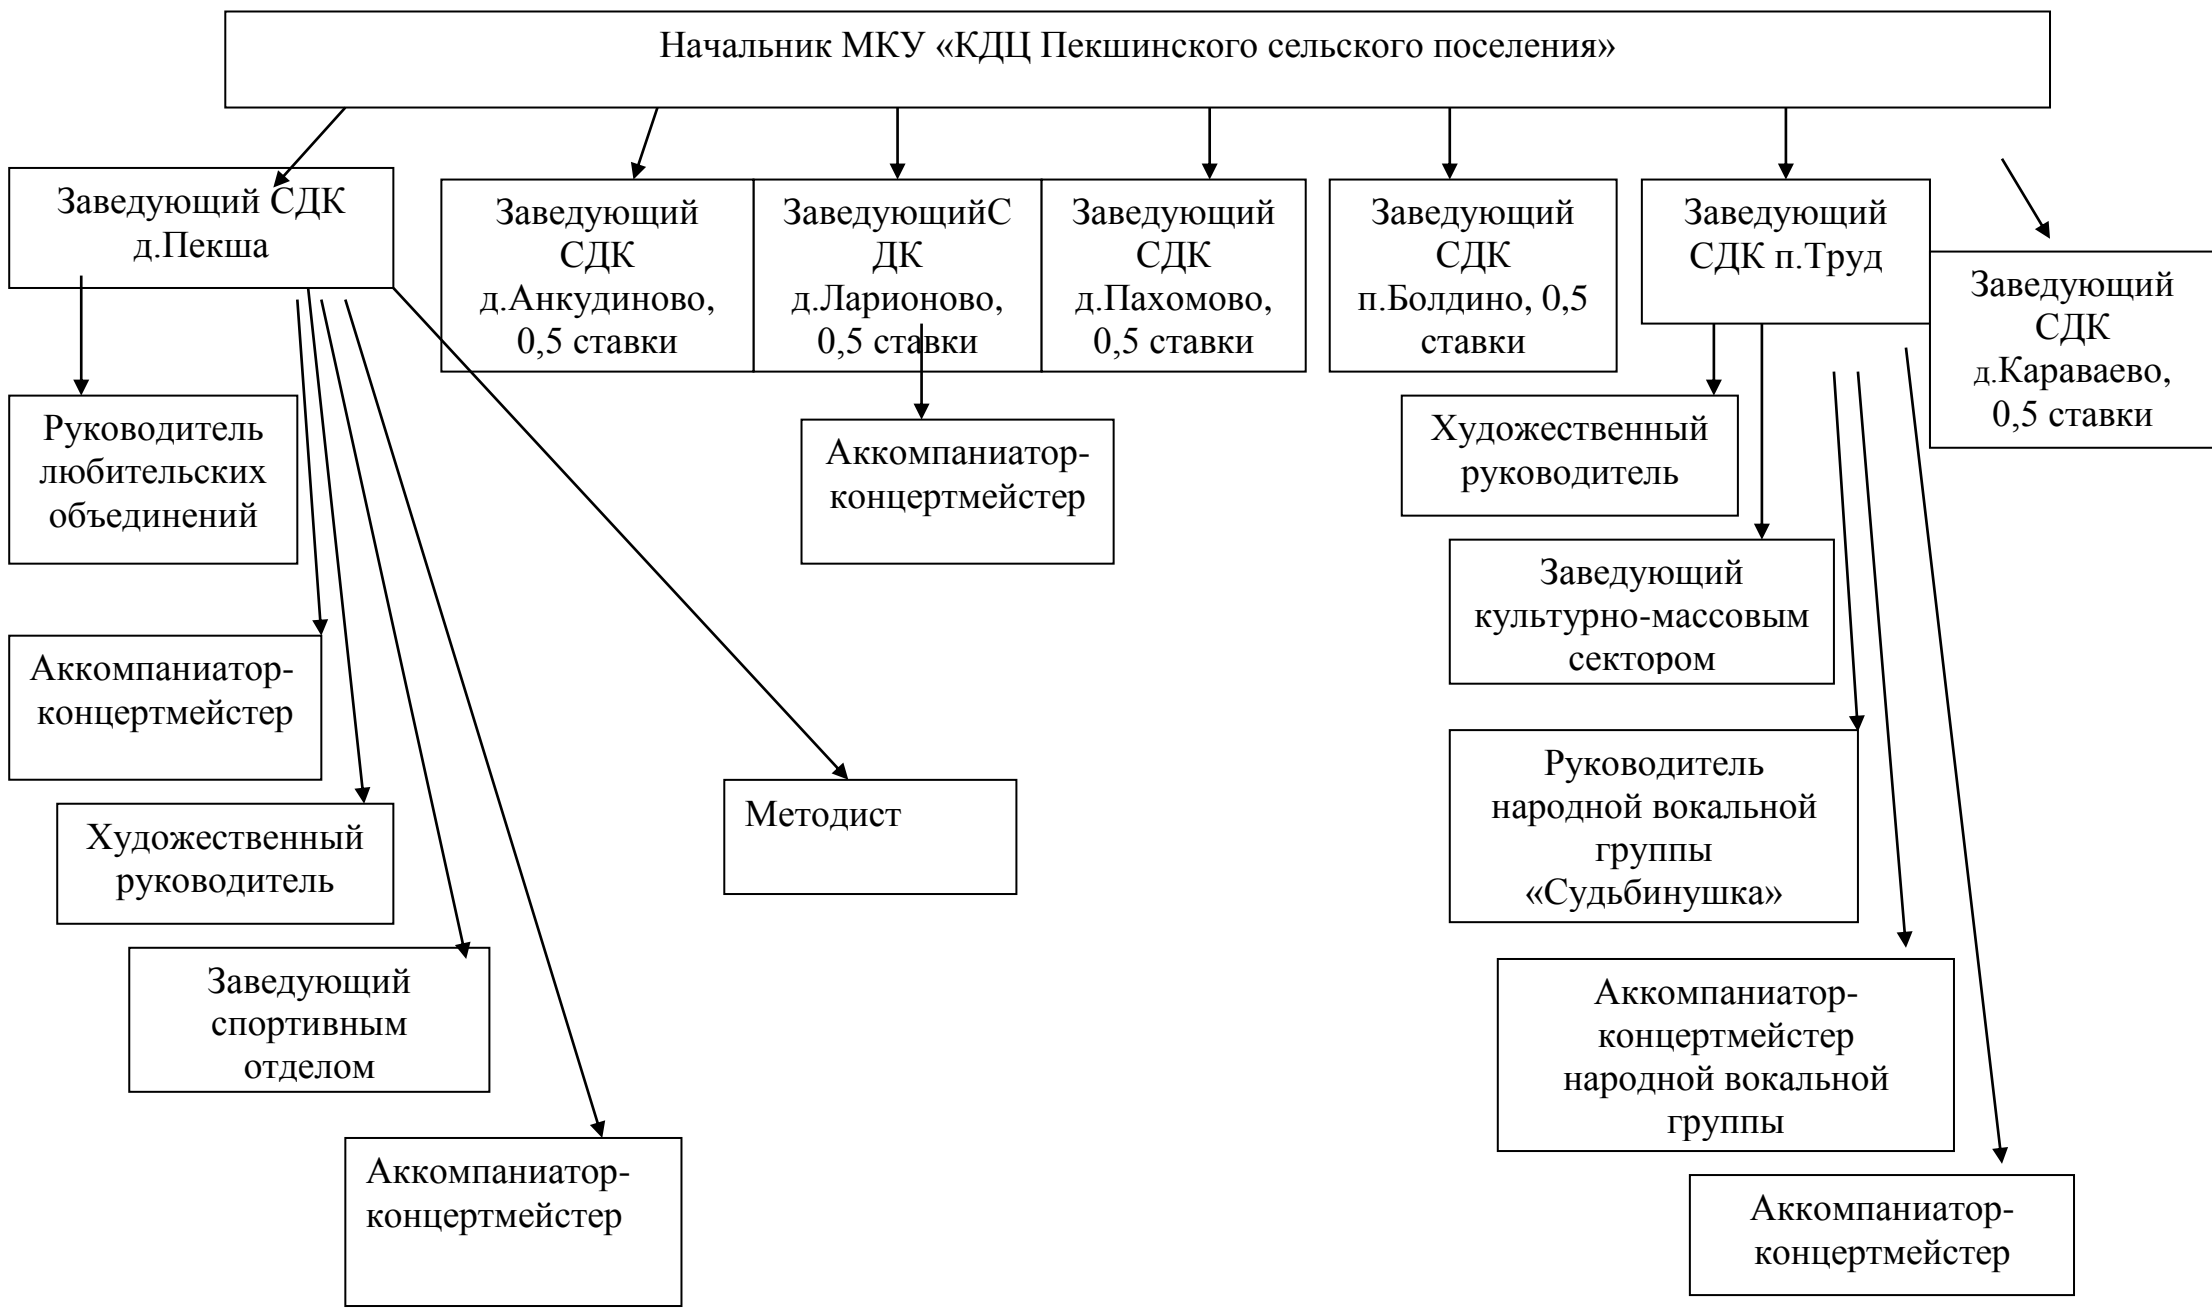 Начальник МКУ «КДЦ Пекшинского сельского поселения»
Заведующий СДК
д.Пекша
Заведующий
СДК
д.Анкудиново,
0,5 ставки
ЗаведующийС
ДК
д.Ларионово,
0,5 ставки
Заведующий
СДК
д.Пахомово,
0,5 ставки
Заведующий
СДК
п.Болдино, 0,5
ставки
Заведующий
СДК п.Труд
Заведующий
СДК
д.Караваево,
0,5 ставки
Руководитель
любительских
объединений
Аккомпаниатор-
концертмейстер
Художественный
руководитель
Заведующий
культурно-массовым
сектором
Аккомпаниатор-
концертмейстер
Художественный
руководитель
Методист
Руководитель
народной вокальной
группы
«Судьбинушка»
Заведующий
спортивным
отделом
Аккомпаниатор-
концертмейстер
народной вокальной
группы
Аккомпаниатор-
концертмейстер
Аккомпаниатор-
концертмейстер